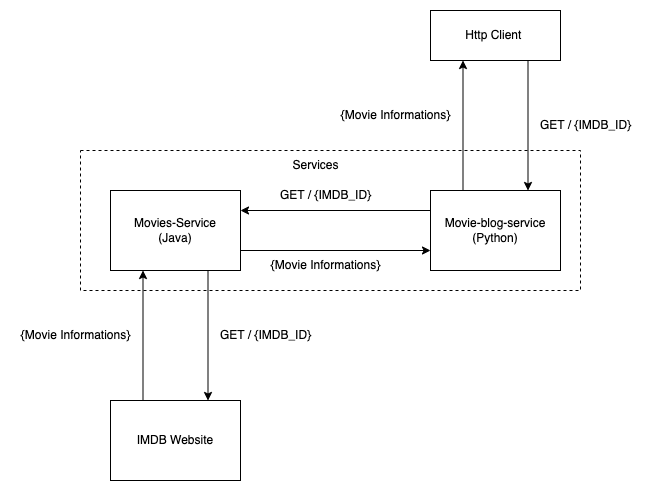 Http Client
{Movie Informations}
GET / {IMDB_ID}
Services
GET / {IMDB_ID}
Movies-Service
(Java)
Movie-blog-service
(Python)
{Movie Informations}
{Movie Informations}
GET / {IMDB_ID}
IMDB Website